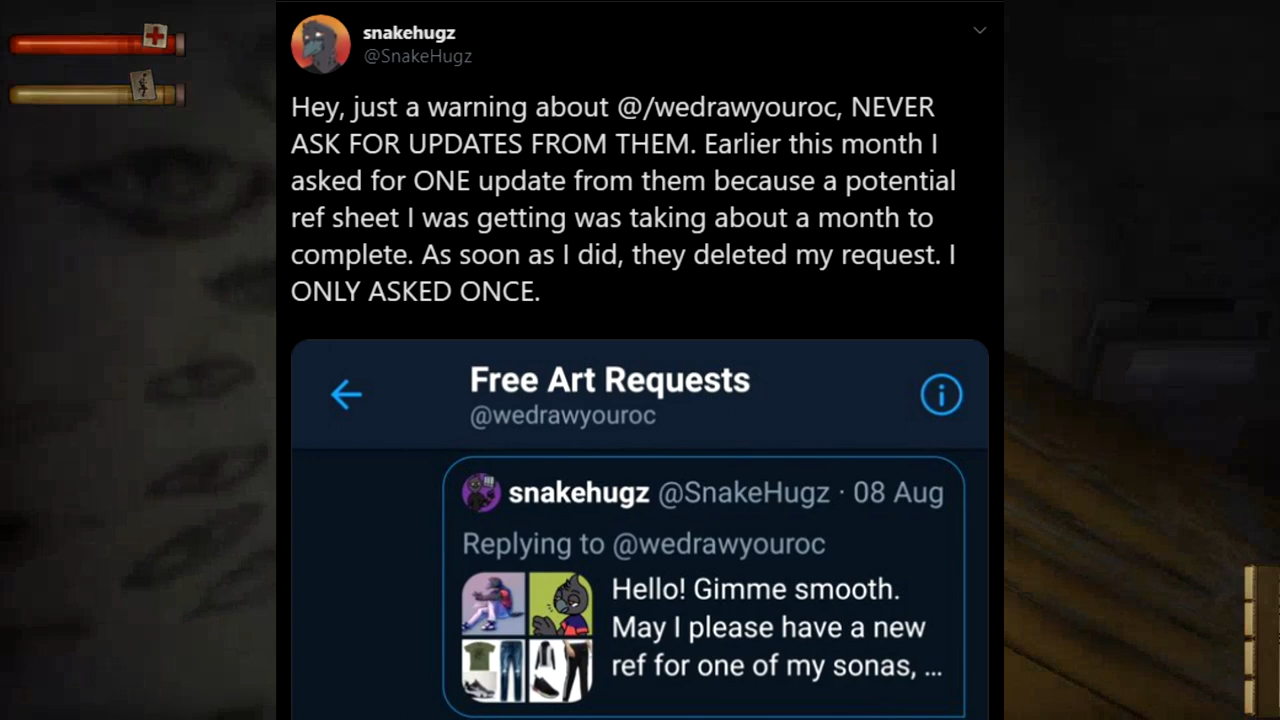 snakehugz
@SnakeHugz
Hey, just a warning about @/wedrawyouroc, NEVER
ASK FOR UPDATES FROM THEM. Earlier this month I
asked for ONE update from them because a potential
ref sheet I was getting was taking about a month to
complete. As soon as I did, they deleted my request. I
ONLY ASKED ONCE.
Free Art Requests
@wedrawyouroc
snakehugz @SnakeHugz · 08 Aug
Replying to @wedrawyouroc
Hello! Gimme smooth.
May I please have a new
ref for one of my sonas, ...